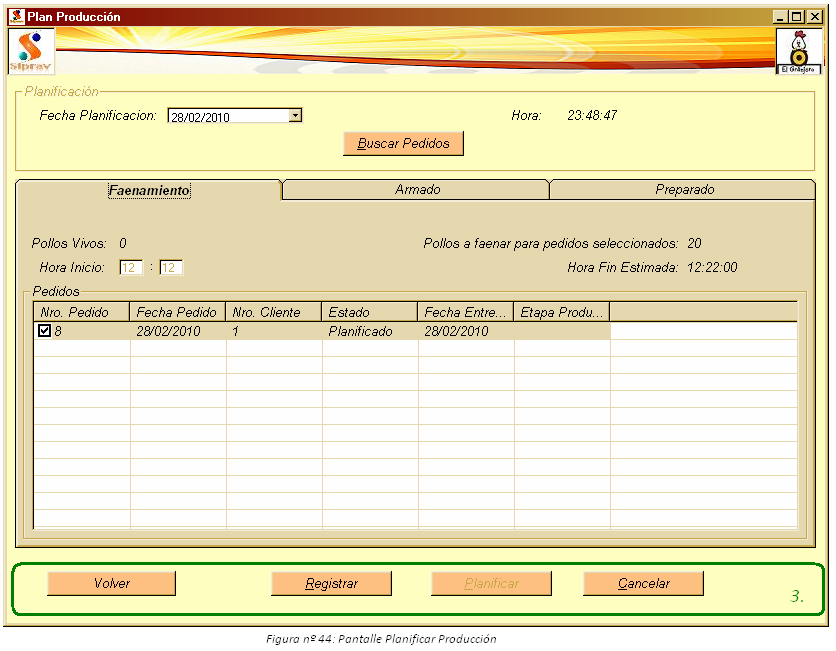 Plan Producción
Siprav
El Granjero
Planificación
Fecha Planificacion: 28/02/2010 Hora: 23:48:47
Buscar Pedidos
Faenamiento Armado Preparado
Pollos Vivos: 0 Pollos a faenar para pedidos seleccionados: 20
Hora Inicio: 12 : 12 Hora Fin Estimada: 12:22:00
Pedidos
Nro. Pedido Fecha Pedido Nro. Cliente Estado Fecha Entre... Etapa Produ...
8 28/02/2010 1 Planificado 28/02/2010
Volver Registrar Planificar Cancelar
3.
Figura nº 44: Pantalle Planificar Producción